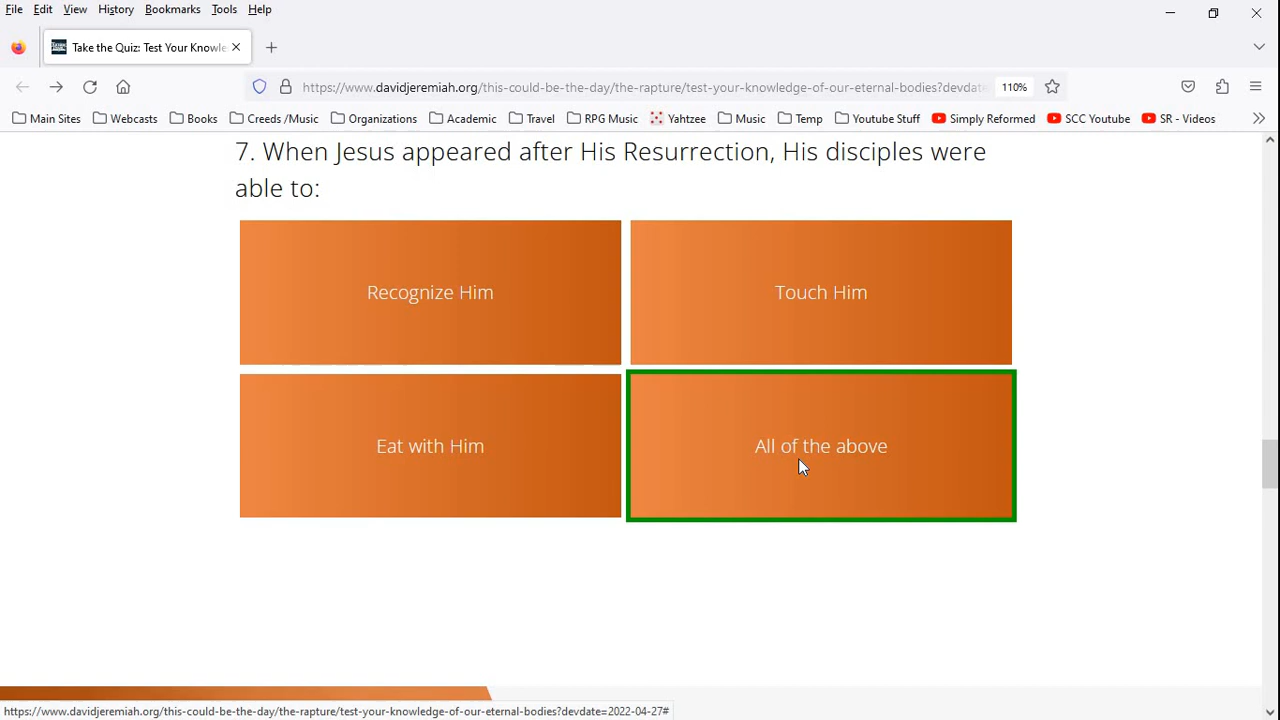 File Edit View History Bookmarks Tools Help
Take the Quiz: Test Your Knowle
https://www.davidjeremiah.org/this-could-be-the-day/the-rapture/test-your-knowledge-of-our-eternal-bodies?devdate 110%
Main Sites Webcasts Books Creeds /Music Organizations Academic Travel RPG Music Yahtzee Music Temp Youtube Stuff Simply Reformed SCC Youtube SR - Videos
7. When Jesus appeared after His Resurrection, His disciples were
able to:
Recognize Him Touch Him
Eat with Him All of the above
https://www.davidjeremiah.org/this-could-be-the-day/the-rapture/test-your-knowledge-of-our-eternal-bodies?devdate=2022-04-27#